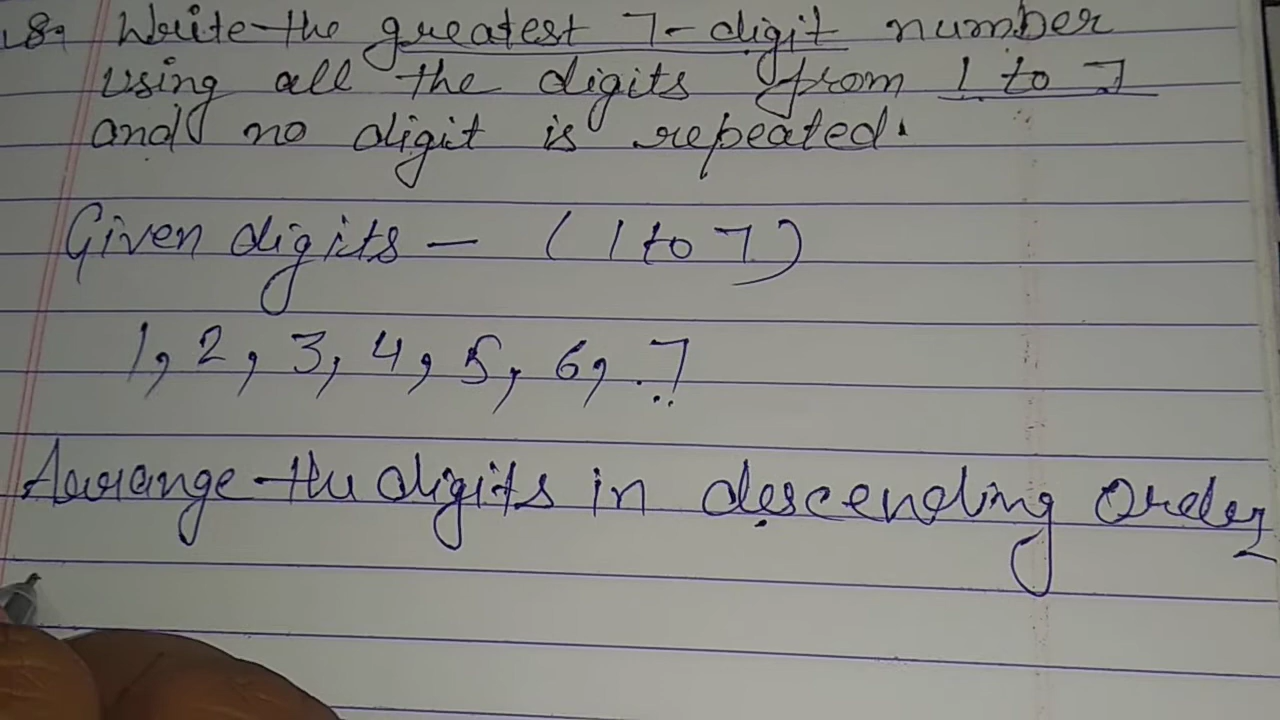 18. Write the greatest 7-digit number
using all the digits from 1 to 7
and no digit is repeated.
Given digits — (1 to 7)
1, 2, 3, 4, 5, 6, 7
Arrange the digits in descending order